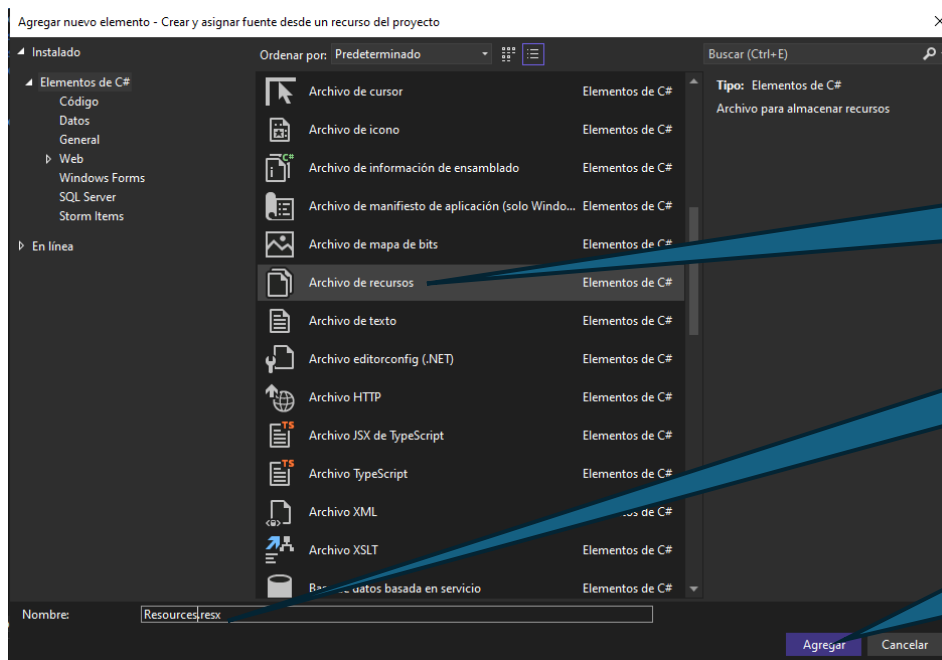 Agregar nuevo elemento - Crear y asignar fuente desde un recurso del proyecto
Instalado
Ordenar por: Predeterminado
Buscar (Ctrl+E)
Elementos de C#
Código
Datos
General
Web
Windows Forms
SQL Server
Storm Items
En línea
Archivo de cursor Elementos de C#
Archivo de icono Elementos de C#
Archivo de información de ensamblado Elementos de C#
Archivo de manifiesto de aplicación (solo Windo... Elementos de C#
Archivo de mapa de bits Elementos de C#
Archivo de recursos Elementos de C#
Archivo de texto Elementos de C#
Archivo editorconfig (.NET) Elementos de C#
Archivo HTTP Elementos de C#
Archivo JSX de TypeScript Elementos de C#
Archivo TypeScript Elementos de C#
Archivo XML de C#
Archivo XSLT Elementos de C#
datos basada en servicio Elementos de C#
Tipo: Elementos de C#
Archivo para almacenar recursos
Nombre: Resources.resx
Agregar Cancelar